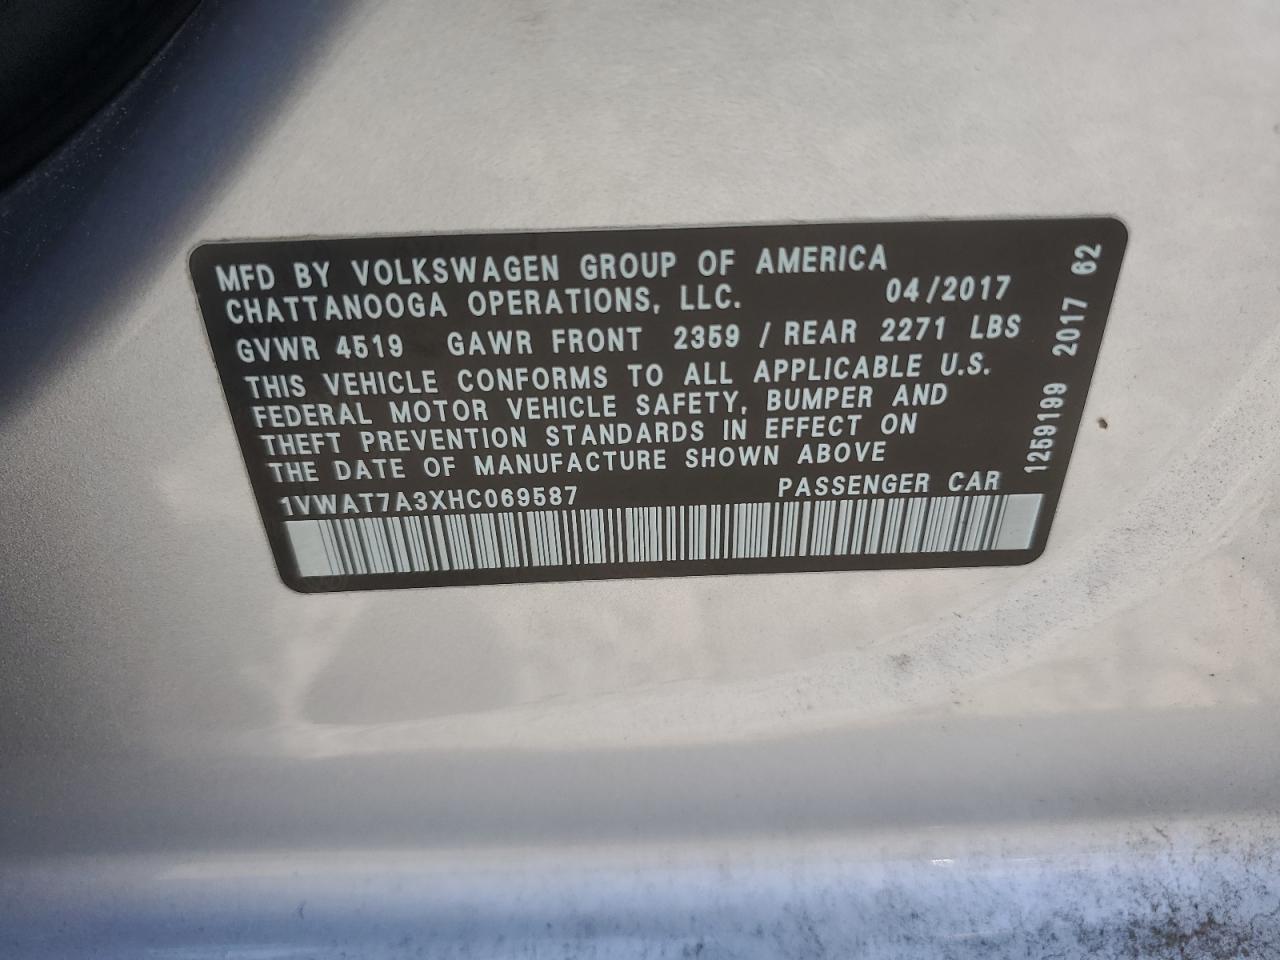 MFD BY VOLKSWAGEN GROUP OF AMERICA
CHATTANOOGA OPERATIONS, LLC. 04/2017
GVWR 4519 GAWR FRONT 2359 / REAR 2271 LBS
THIS VEHICLE CONFORMS TO ALL APPLICABLE U.S.
FEDERAL MOTOR VEHICLE SAFETY, BUMPER AND
THEFT PREVENTION STANDARDS IN EFFECT ON
THE DATE OF MANUFACTURE SHOWN ABOVE
1VWAT7A3XHC069587 PASSENGER CAR
1259199 2017 62